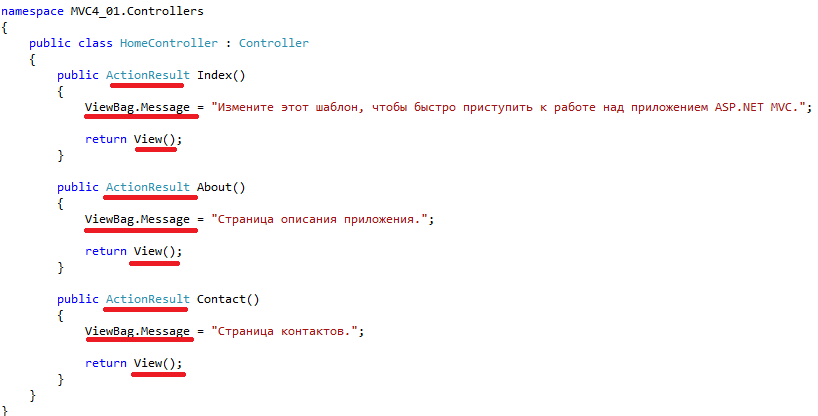 namespace MVC4_01.Controllers
{
    public class HomeController : Controller
    {
        public ActionResult Index()
        {
            ViewBag.Message = "Измените этот шаблон, чтобы быстро приступить к работе над приложением ASP.NET MVC.";

            return View();
        }

        public ActionResult About()
        {
            ViewBag.Message = "Страница описания приложения.";

            return View();
        }

        public ActionResult Contact()
        {
            ViewBag.Message = "Страница контактов.";

            return View();
        }
    }
}